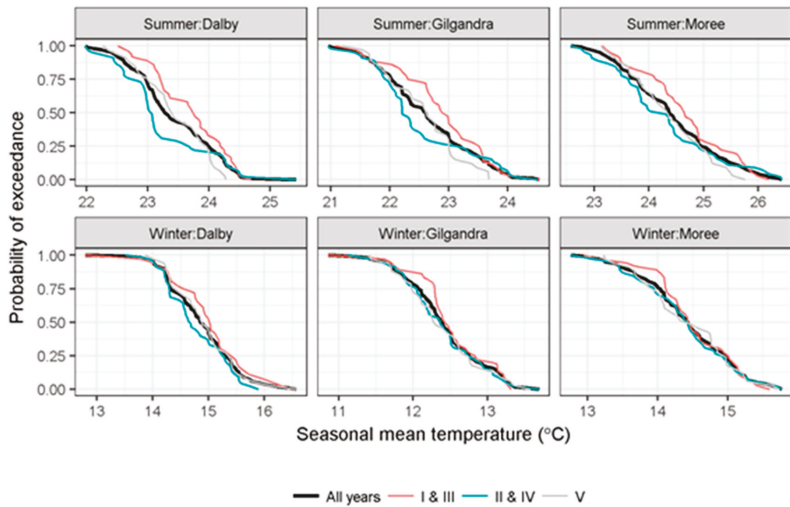 Summer:Dalby Summer:Gilgandra Summer:Moree
1.00
0.75
0.50
0.25
0.00
22 23 24 25 21 22 23 24 23 24 25 26
Winter:Dalby Winter:Gilgandra Winter:Moree
1.00
0.75
0.50
0.25
0.00
13 14 15 16 11 12 13 13 14 15
Probability of exceedance
Seasonal mean temperature (°C)
All years I & III II & IV V